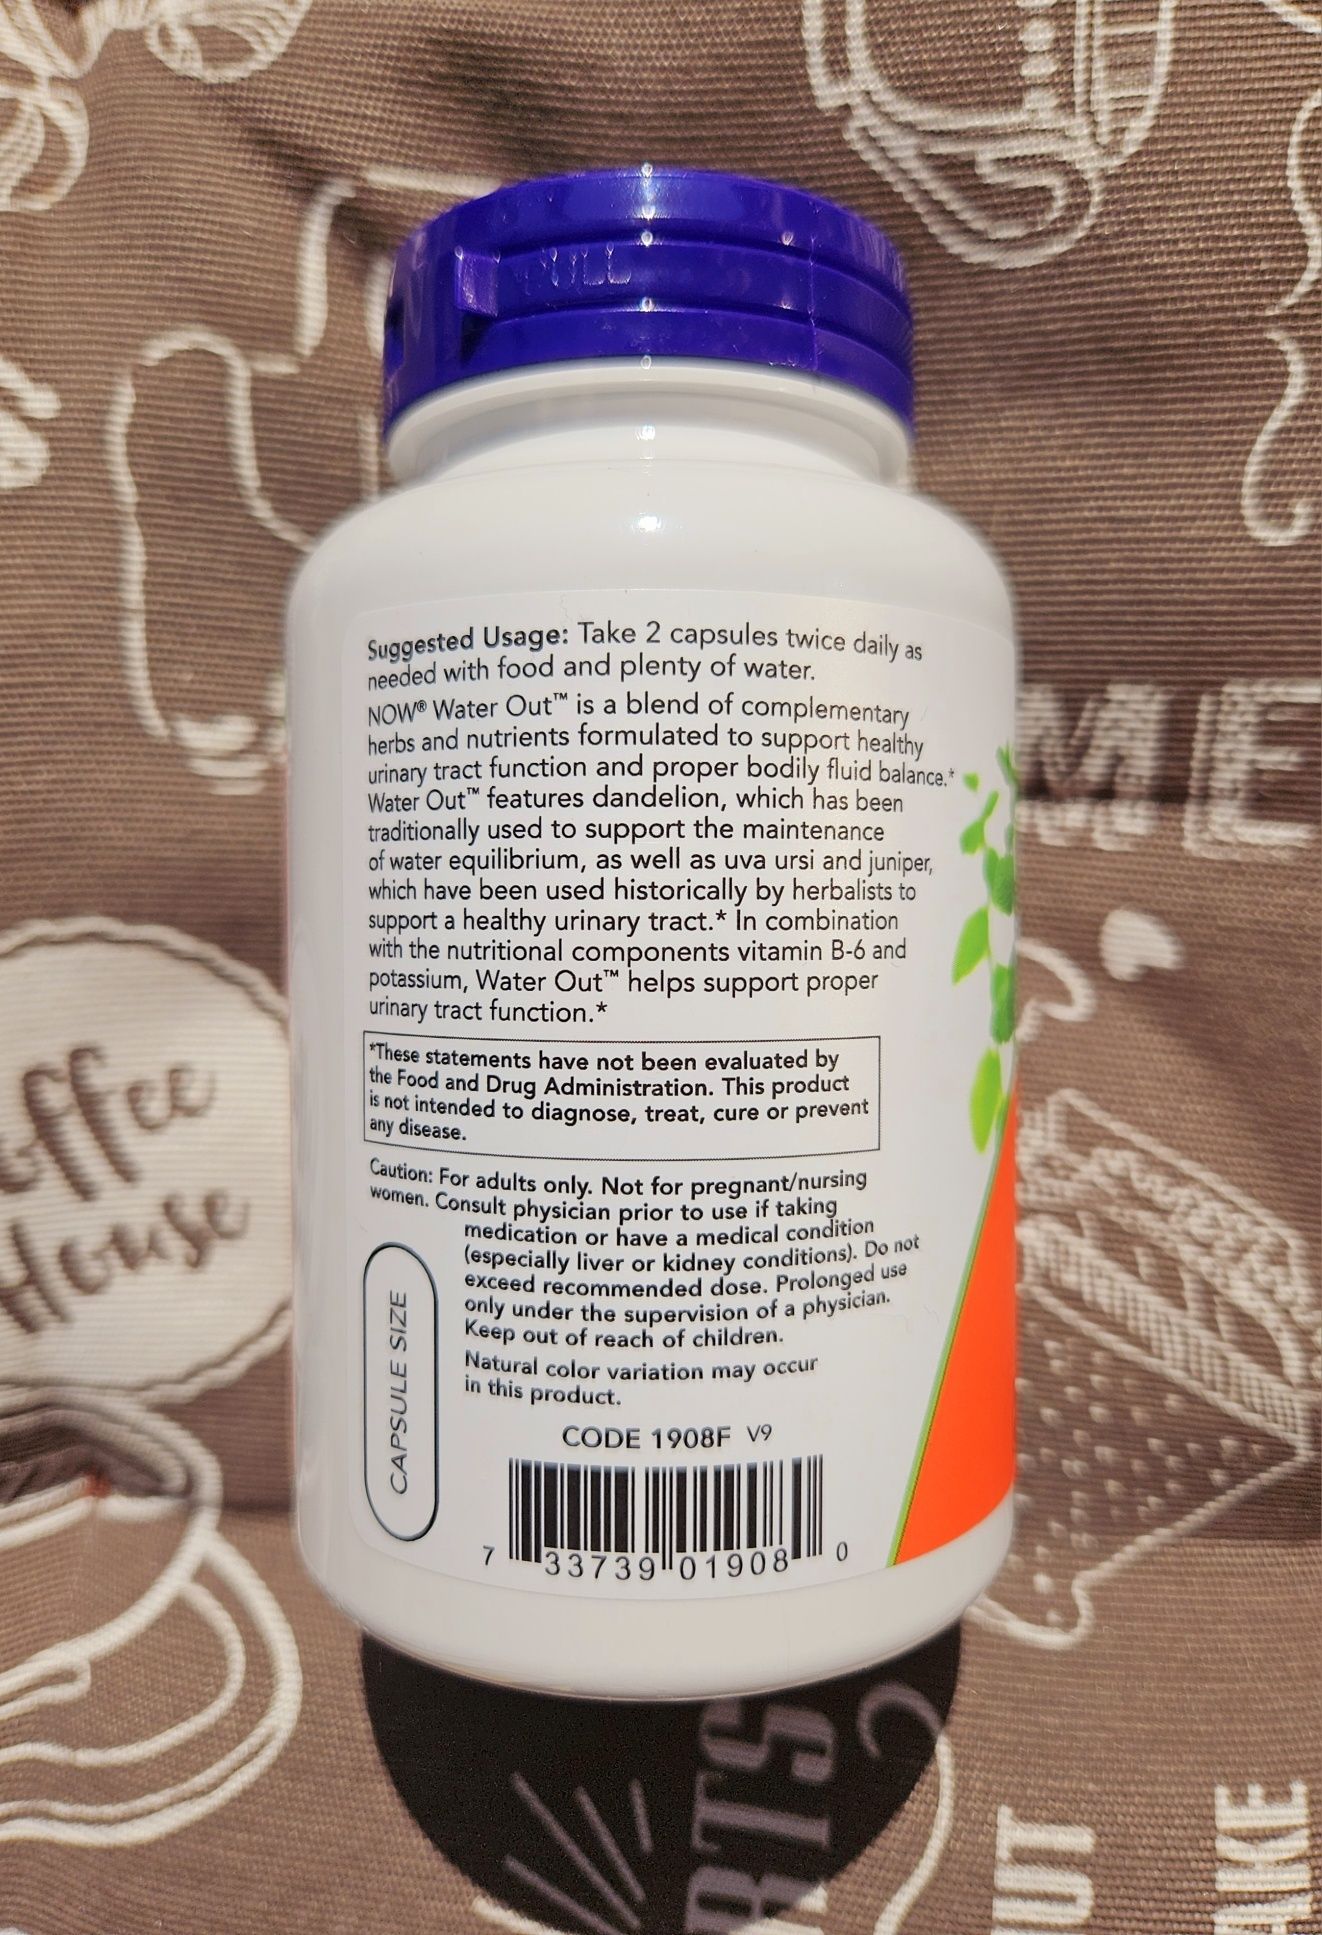 PULL
Suggested Usage: Take 2 capsules twice daily as
needed with food and plenty of water.
NOW® Water Out™ is a blend of complementary
herbs and nutrients formulated to support healthy
urinary tract function and proper bodily fluid balance.*
Water Out™ features dandelion, which has been
traditionally used to support the maintenance
of water equilibrium, as well as uva ursi and juniper,
which have been used historically by herbalists to
support a healthy urinary tract.* In combination
with the nutritional components vitamin B-6 and
potassium, Water Out™ helps support proper
urinary tract function.*
*These statements have not been evaluated by
the Food and Drug Administration. This product
is not intended to diagnose, treat, cure or prevent
any disease.
Caution: For adults only. Not for pregnant/nursing
women. Consult physician prior to use if taking
medication or have a medical condition
(especially liver or kidney conditions). Do not
exceed recommended dose. Prolonged use
only under the supervision of a physician.
Keep out of reach of children.
Natural color variation may occur
in this product.
CAPSULE SIZE
CODE 1908F V9
7 33739 01908 0
House